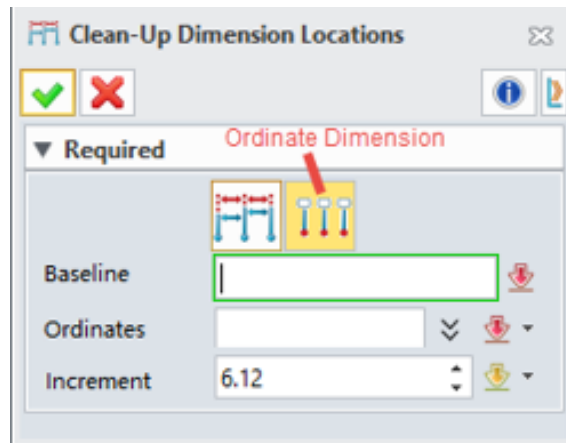 Clean-Up Dimension Locations
Required
Ordinate Dimension
Baseline
Ordinates
Increment 6.12